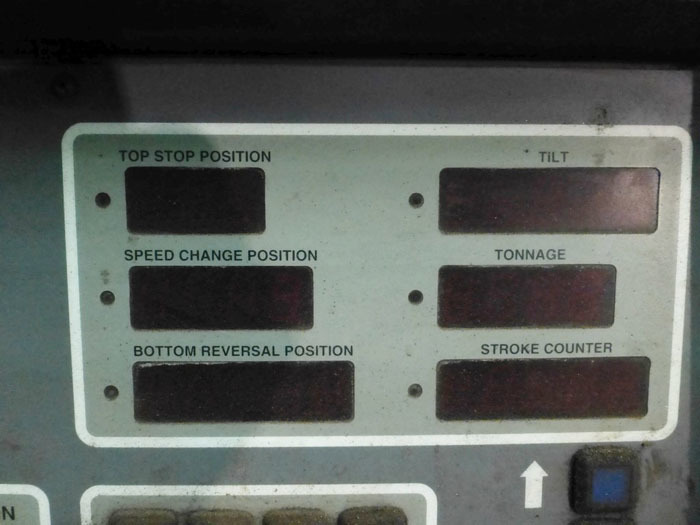 TOP STOP POSITION
TILT
SPEED CHANGE POSITION
TONNAGE
BOTTOM REVERSAL POSITION
STROKE COUNTER
N